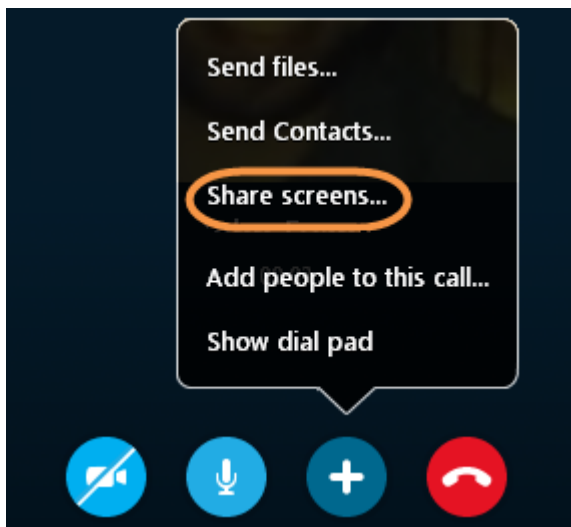 Send files...
Send Contacts...
Share screens...
Add people to this call...
Show dial pad